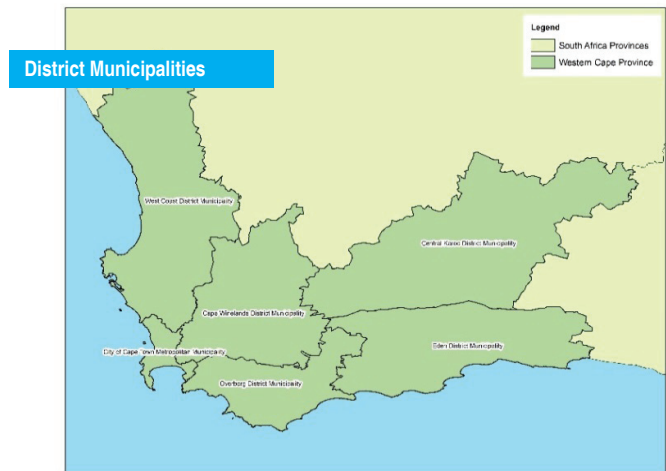 Legend
South Africa Provinces
Western Cape Province
District Municipalities
West Coast District Municipality
Central Karoo District Municipality
Cape Winelands District Municipality
City of Cape Town Metropolitan Municipality
Eden District Municipality
Overberg District Municipality